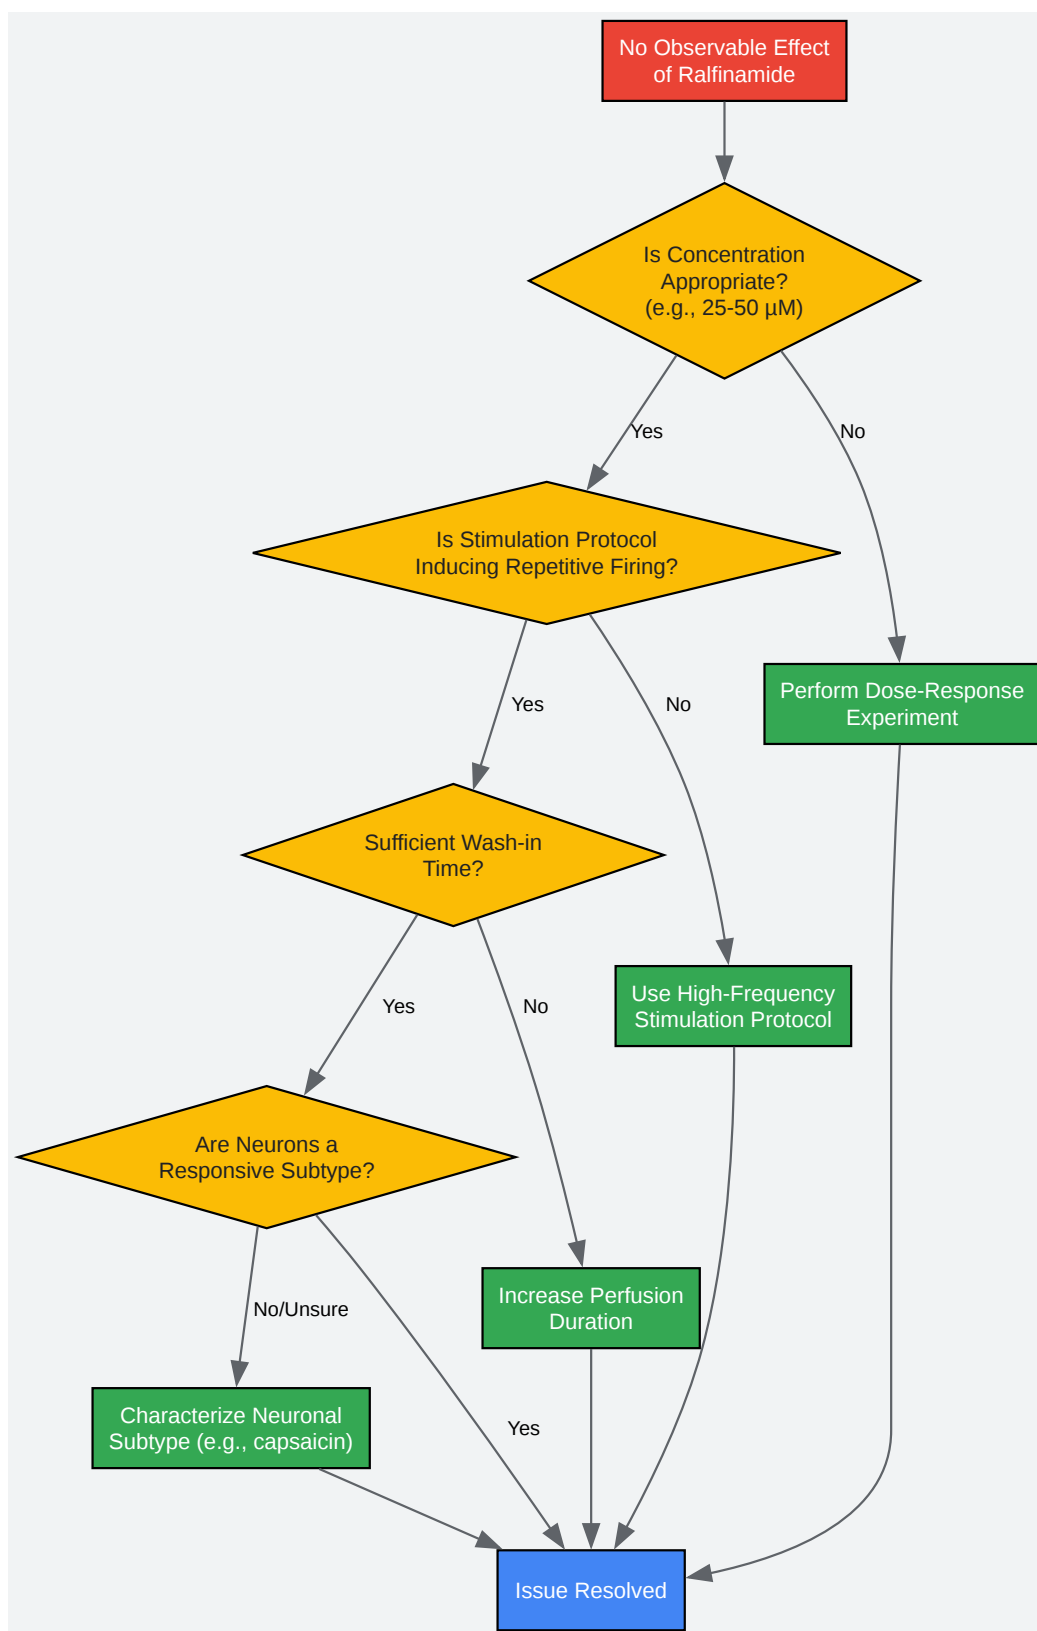 No Observable Effect
of Ralfinamide
Is Concentration
Appropriate?
(e.g., 25-50 µM)
Yes
No
Is Stimulation Protocol
Inducing Repetitive Firing?
Perform Dose-Response
Experiment
Yes
No
Sufficient Wash-in
Time?
Use High-Frequency
Stimulation Protocol
Yes
No
Are Neurons a
Responsive Subtype?
Increase Perfusion
Duration
No/Unsure
Characterize Neuronal
Subtype (e.g., capsaicin)
Yes
Issue Resolved